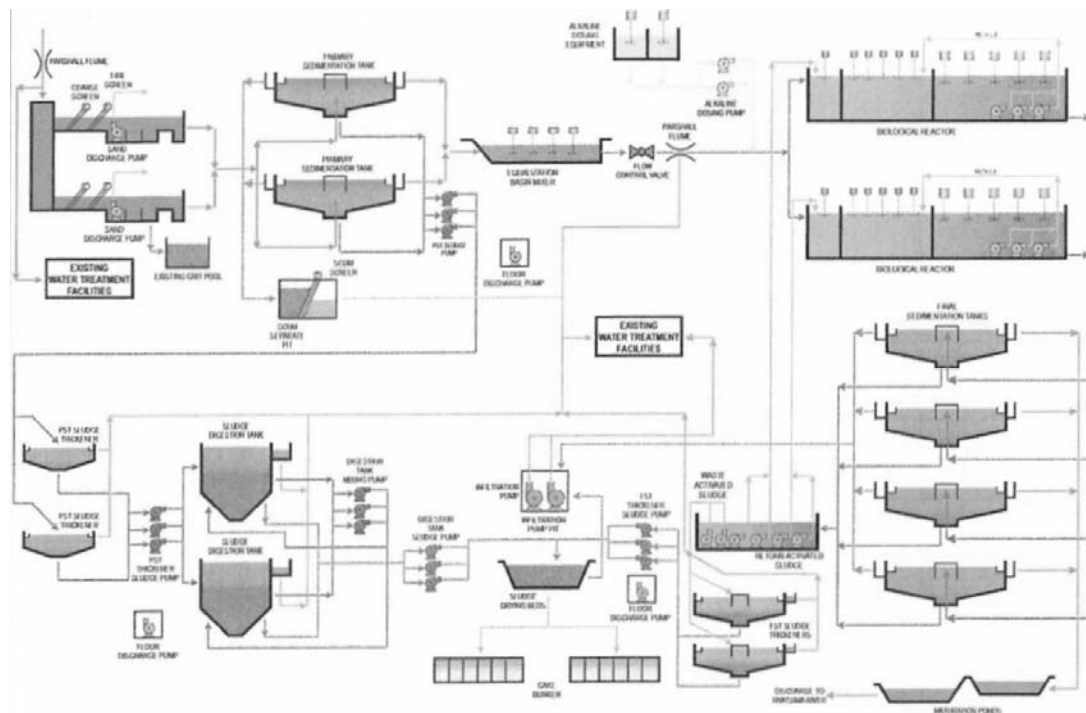 PARSHALL FLUME
COARSE
SCREEN
SCREEN
SAND
DISCHARGE PUMP
SAND
DISCHARGE PUMP
EXISTING
WATER TREATMENT
FACILITIES
EXISTING GRIT POOL
PRIMARY
SEDIMENTATION TANK
PRIMARY
SEDIMENTATION TANK
SCUM
SCREEN
SCUM
SEPARATE
PIT
PST SLUDGE
PUMP
FLOOR
DISCHARGE PUMP
EQUALISATION
BASIN MIXER
ALKALINE
DOSING
EQUIPMENT
ALKALINE
DOSING PUMP
FLOW
CONTROL VALVE
PARSHALL
FLUME
BIOLOGICAL REACTOR
BIOLOGICAL REACTOR
EXISTING
WATER TREATMENT
FACILITIES
SEDIMENTATION TANKS
PST SLUDGE
THICKENER
PST SLUDGE
THICKENER
PST
THICKENER
SLUDGE PUMP
FLOOR
DISCHARGE PUMP
SLUDGE
DIGESTION TANK
SLUDGE
DIGESTION TANK
DIGESTION
TANK
MIXING PUMP
DIGESTION
TANK
SLUDGE PUMP
INFILTRATION
PUMP
INFILTRATION
PUMP PIT
SLUDGE
DRYING BEDS
CAKE
BUNKER
THICKENER
SLUDGE PUMP
FLOOR
DISCHARGE PUMP
WASTE
ACTIVATED
SLUDGE
RETURN ACTIVATED
SLUDGE
FST SLUDGE
THICKENERS
DISCHARGE TO
MATURATION PONDS